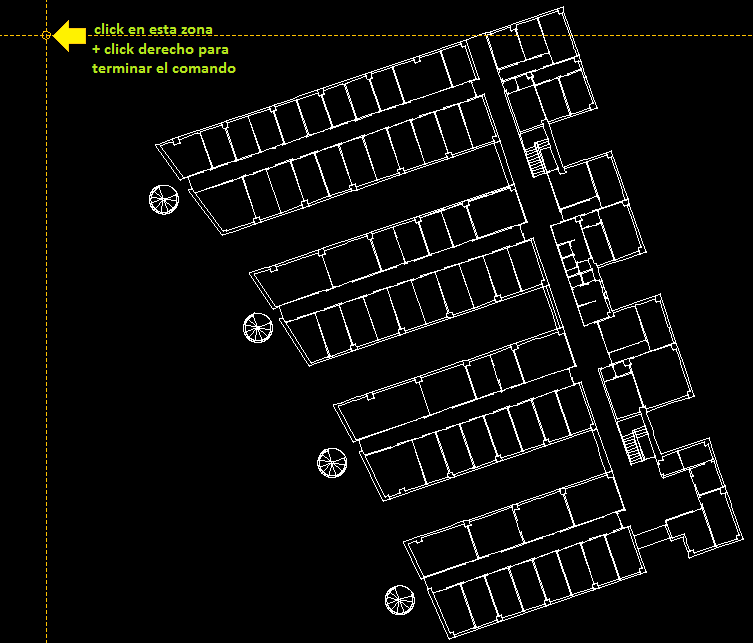 click en esta zona
+ click derecho para
terminar el comando